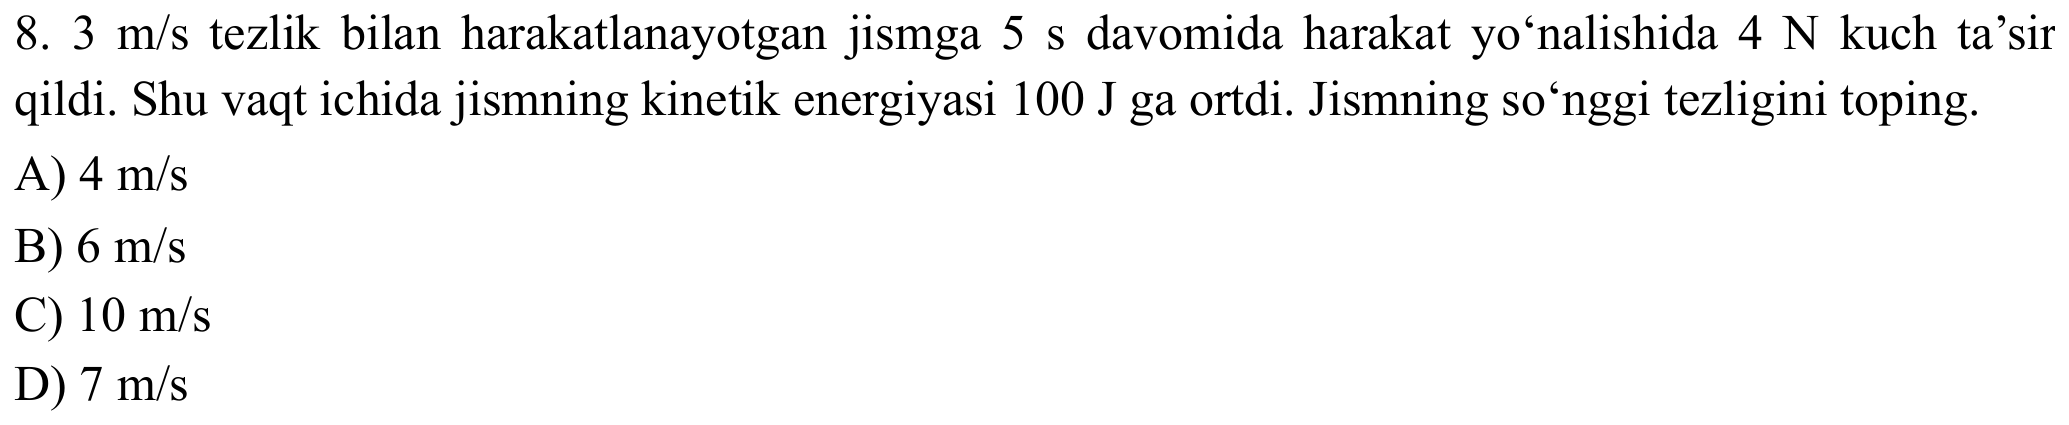 8. 3 m/s tezlik bilan harakatlanayotgan jismga 5 s davomida harakat yo‘nalishida 4 N kuch ta’sir
qildi. Shu vaqt ichida jismning kinetik energiyasi 100 J ga ortdi. Jismning so‘nggi tezligini toping.
A) 4 m/s
B) 6 m/s
C) 10 m/s
D) 7 m/s